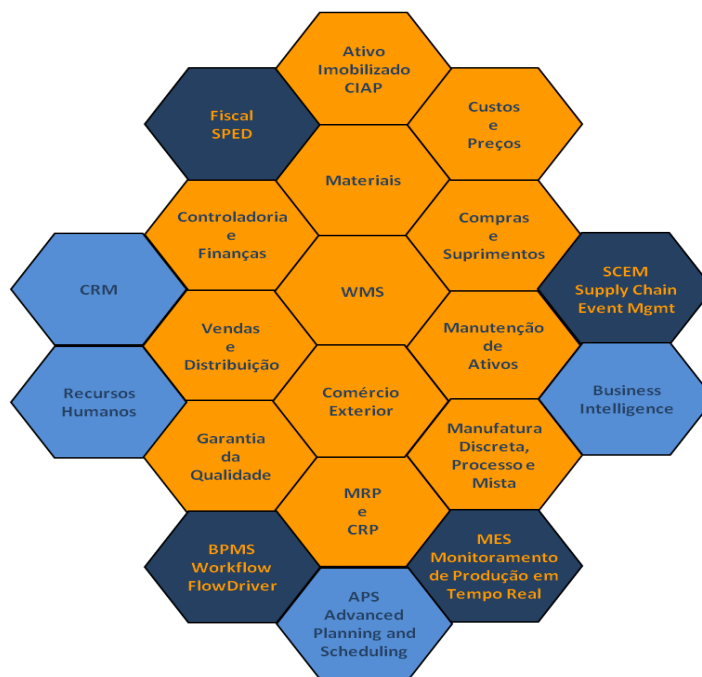 Ativo
Imobilizado
CIAP
Fiscal
SPED
Custos
e
Preços
Materiais
Controladoria
e
Finanças
Compras
e
Suprimentos
CRM
WMS
SCEM
Supply Chain
Event Mgmt
Vendas
e
Distribuição
Manutenção
de
Ativos
Recursos
Humanos
Comércio
Exterior
Business
Intelligence
Garantia
da
Qualidade
Manufatura
Discreta,
Processo e
Mista
MRP
e
CRP
BPMS
Workflow
FlowDriver
MES
Monitoramento
de Produção em
Tempo Real
APS
Advanced
Planning and
Scheduling